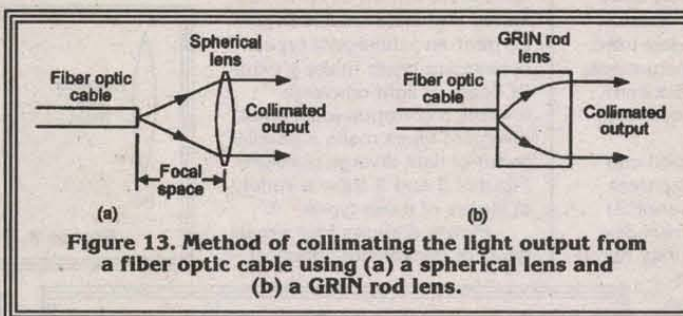 Spherical
lens
Fiber optic
cable
Collimated
output
Focal
space
(a)
GRIN rod
lens
Fiber optic
cable
Collimated
output
(b)
Figure 13. Method of collimating the light output from
a fiber optic cable using (a) a spherical lens and
(b) a GRIN rod lens.